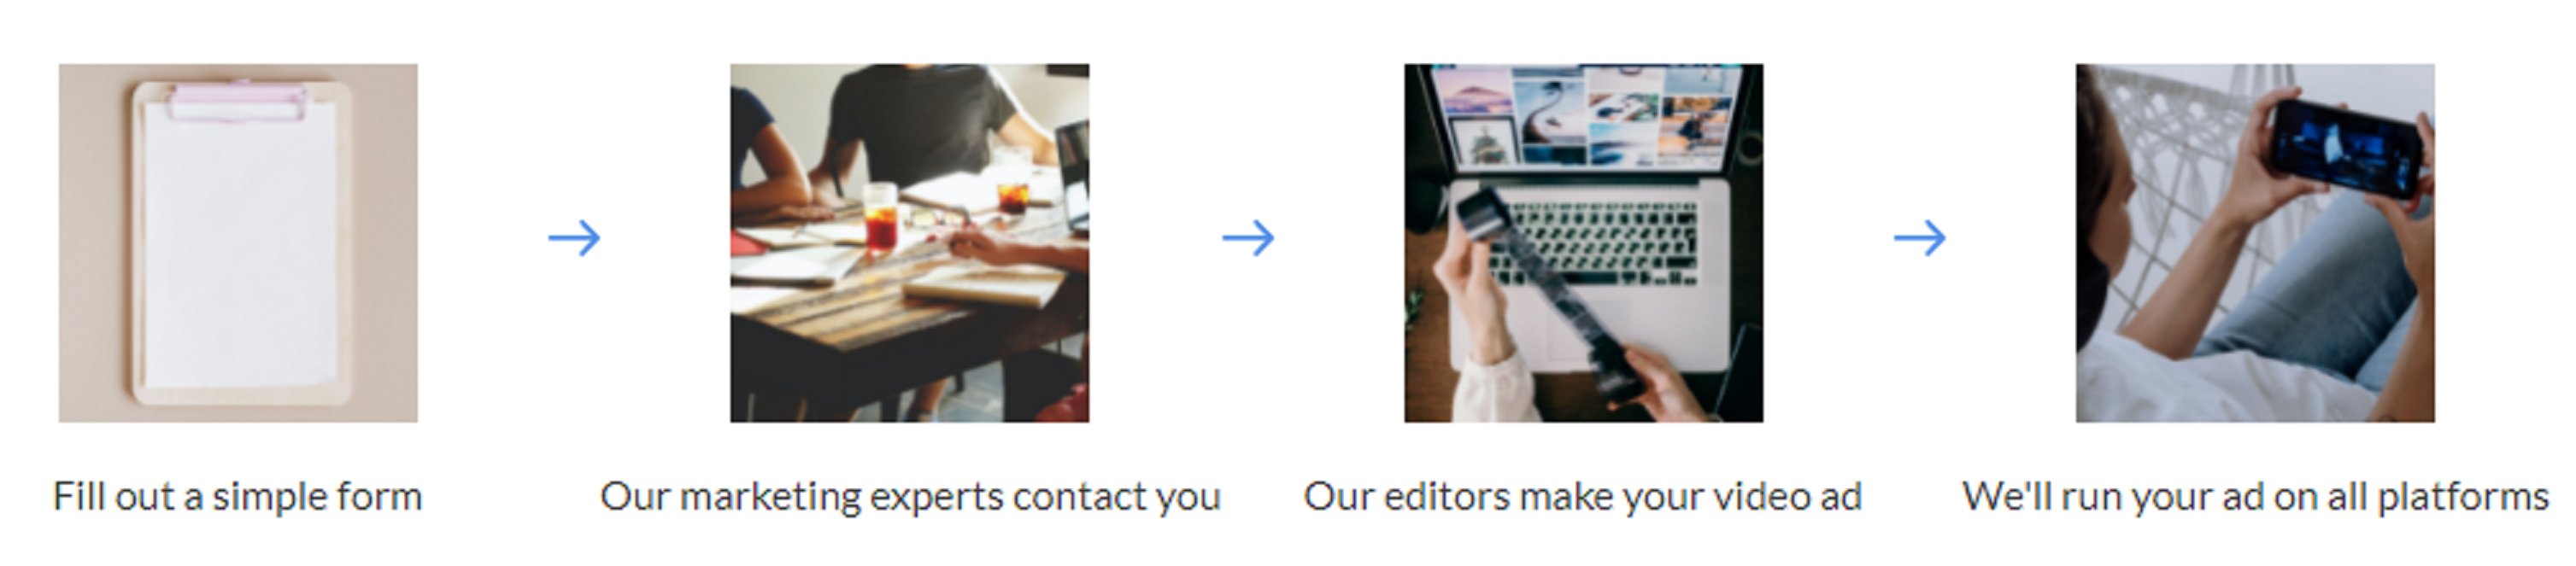 Fill out a simple form
Our marketing experts contact you
Our editors make your video ad
We'll run your ad on all platforms